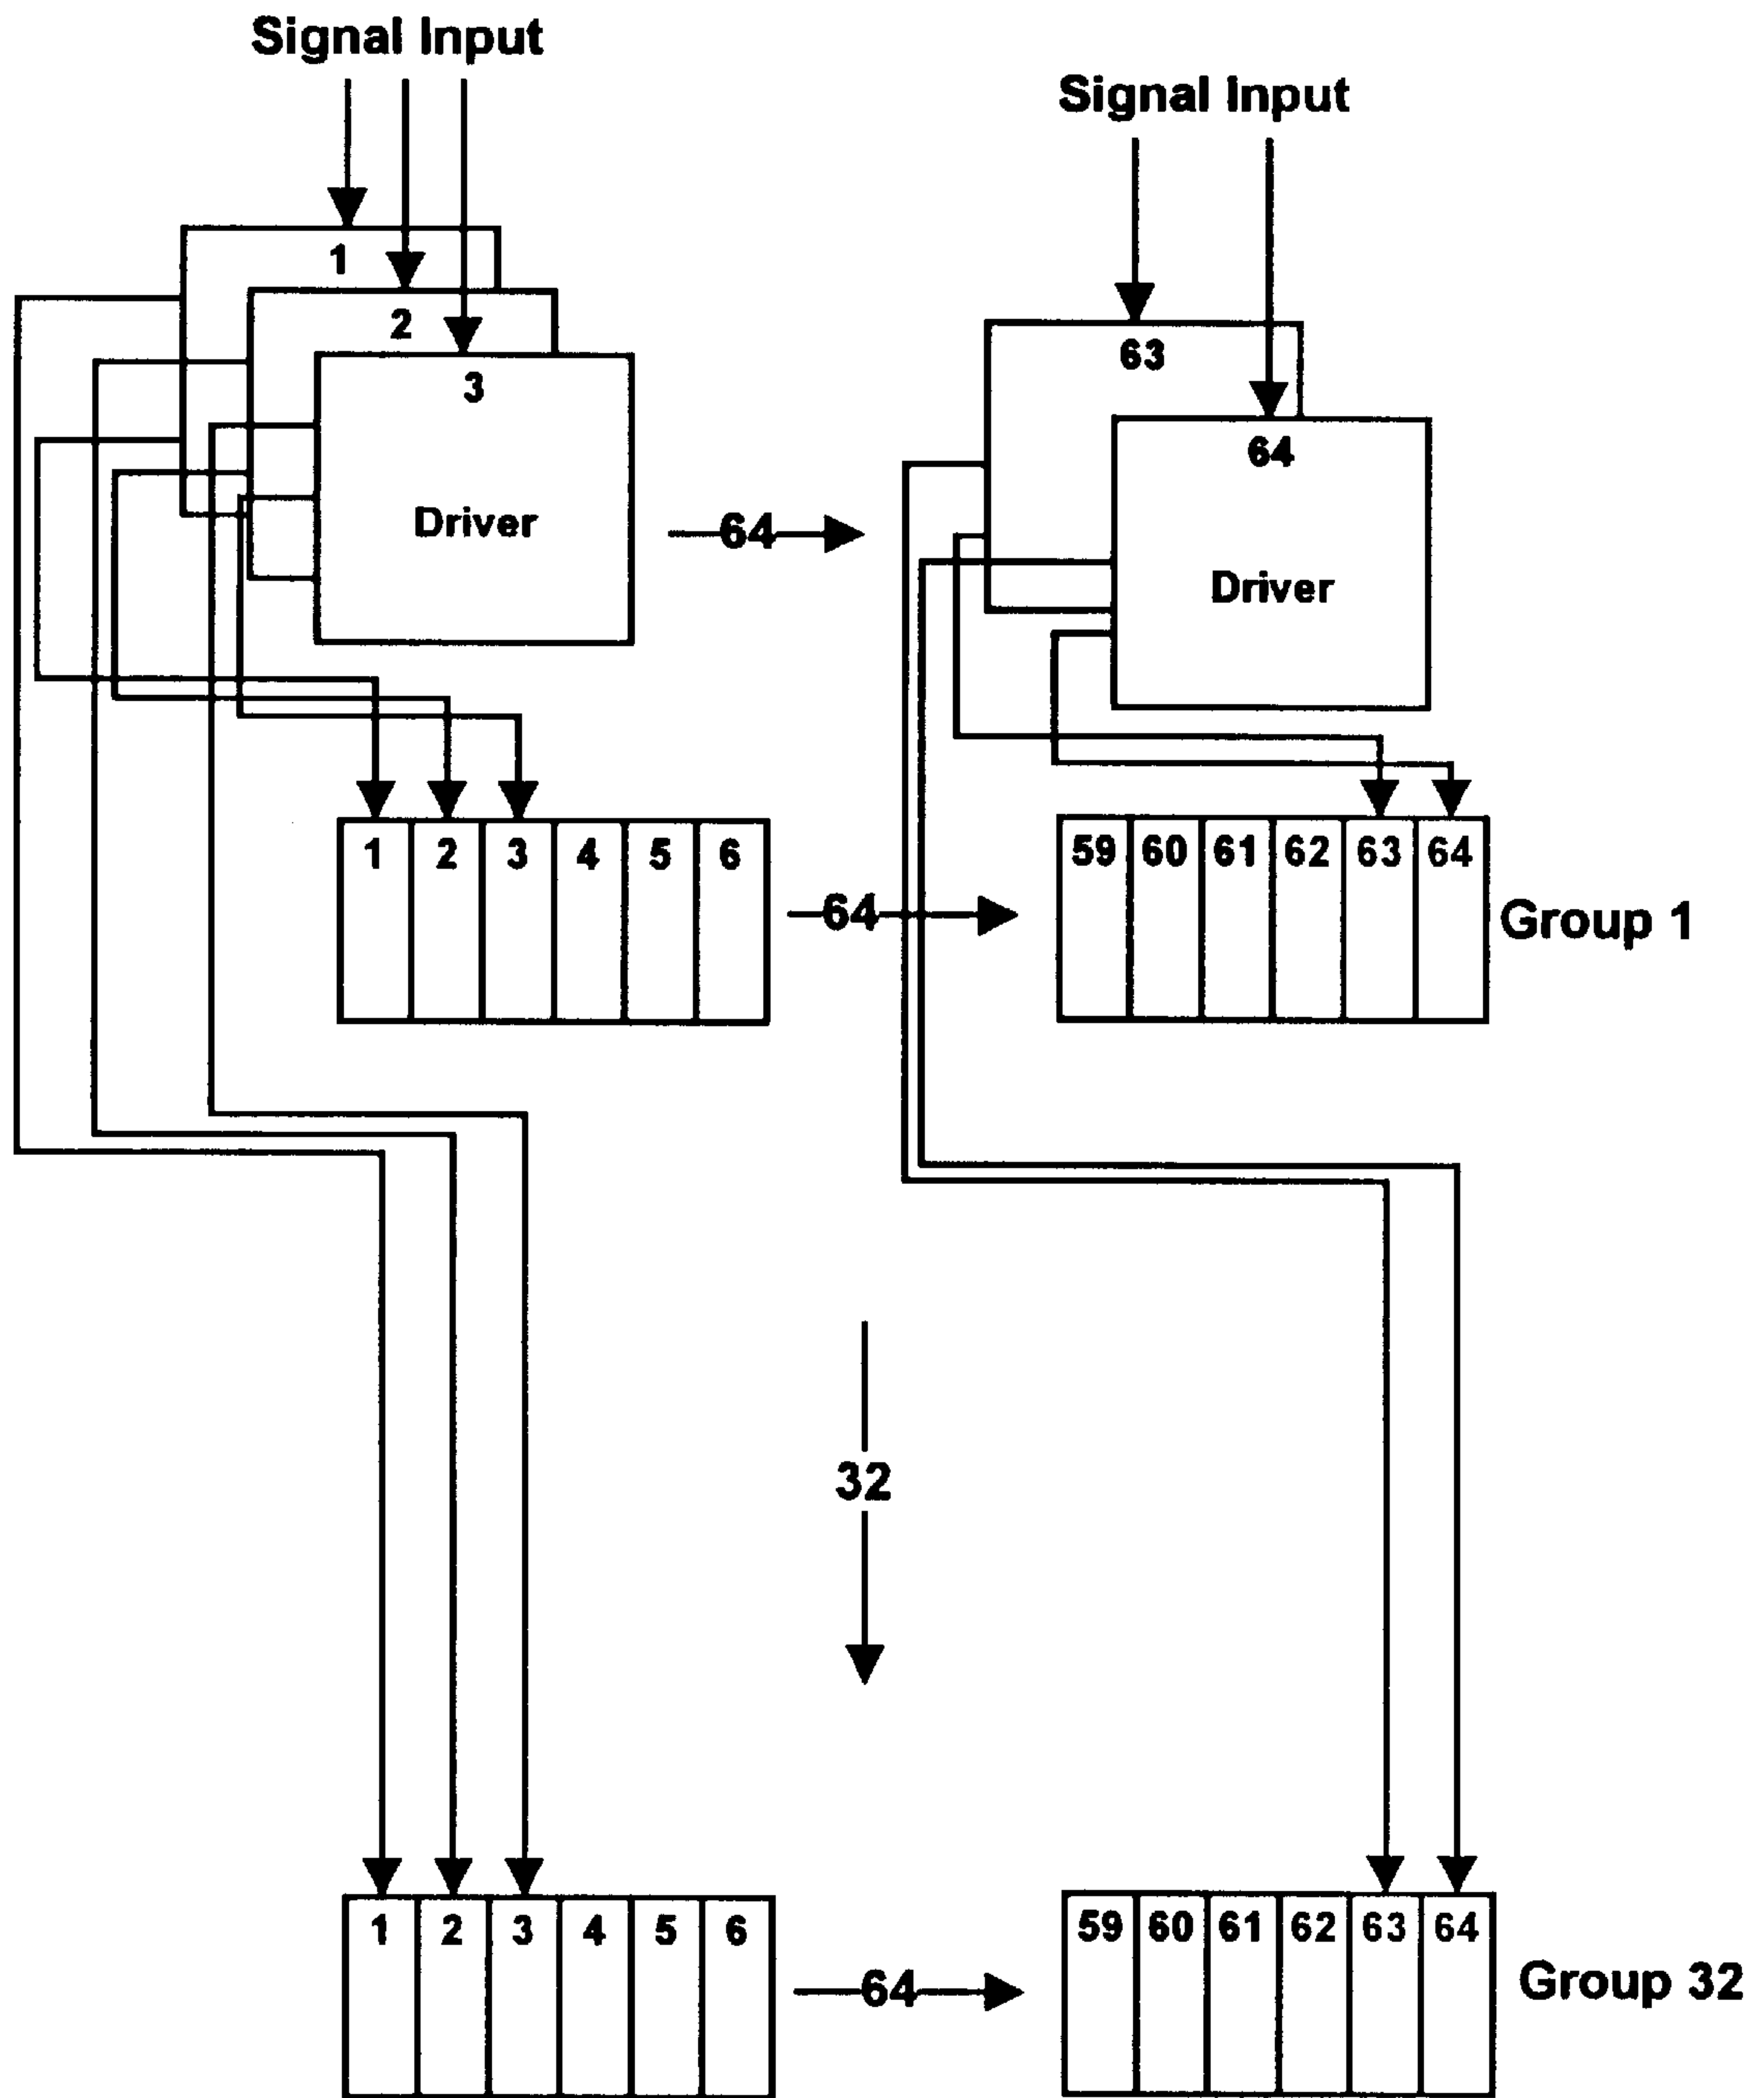 Signal Input
Signal Input
1
2
3
Driver
64
63
64
Driver
1 2 3 4 5 6
64
59 60 61 62 63 64
Group 1
32
1 2 3 4 5 6
64
59 60 61 62 63 64
Group 32